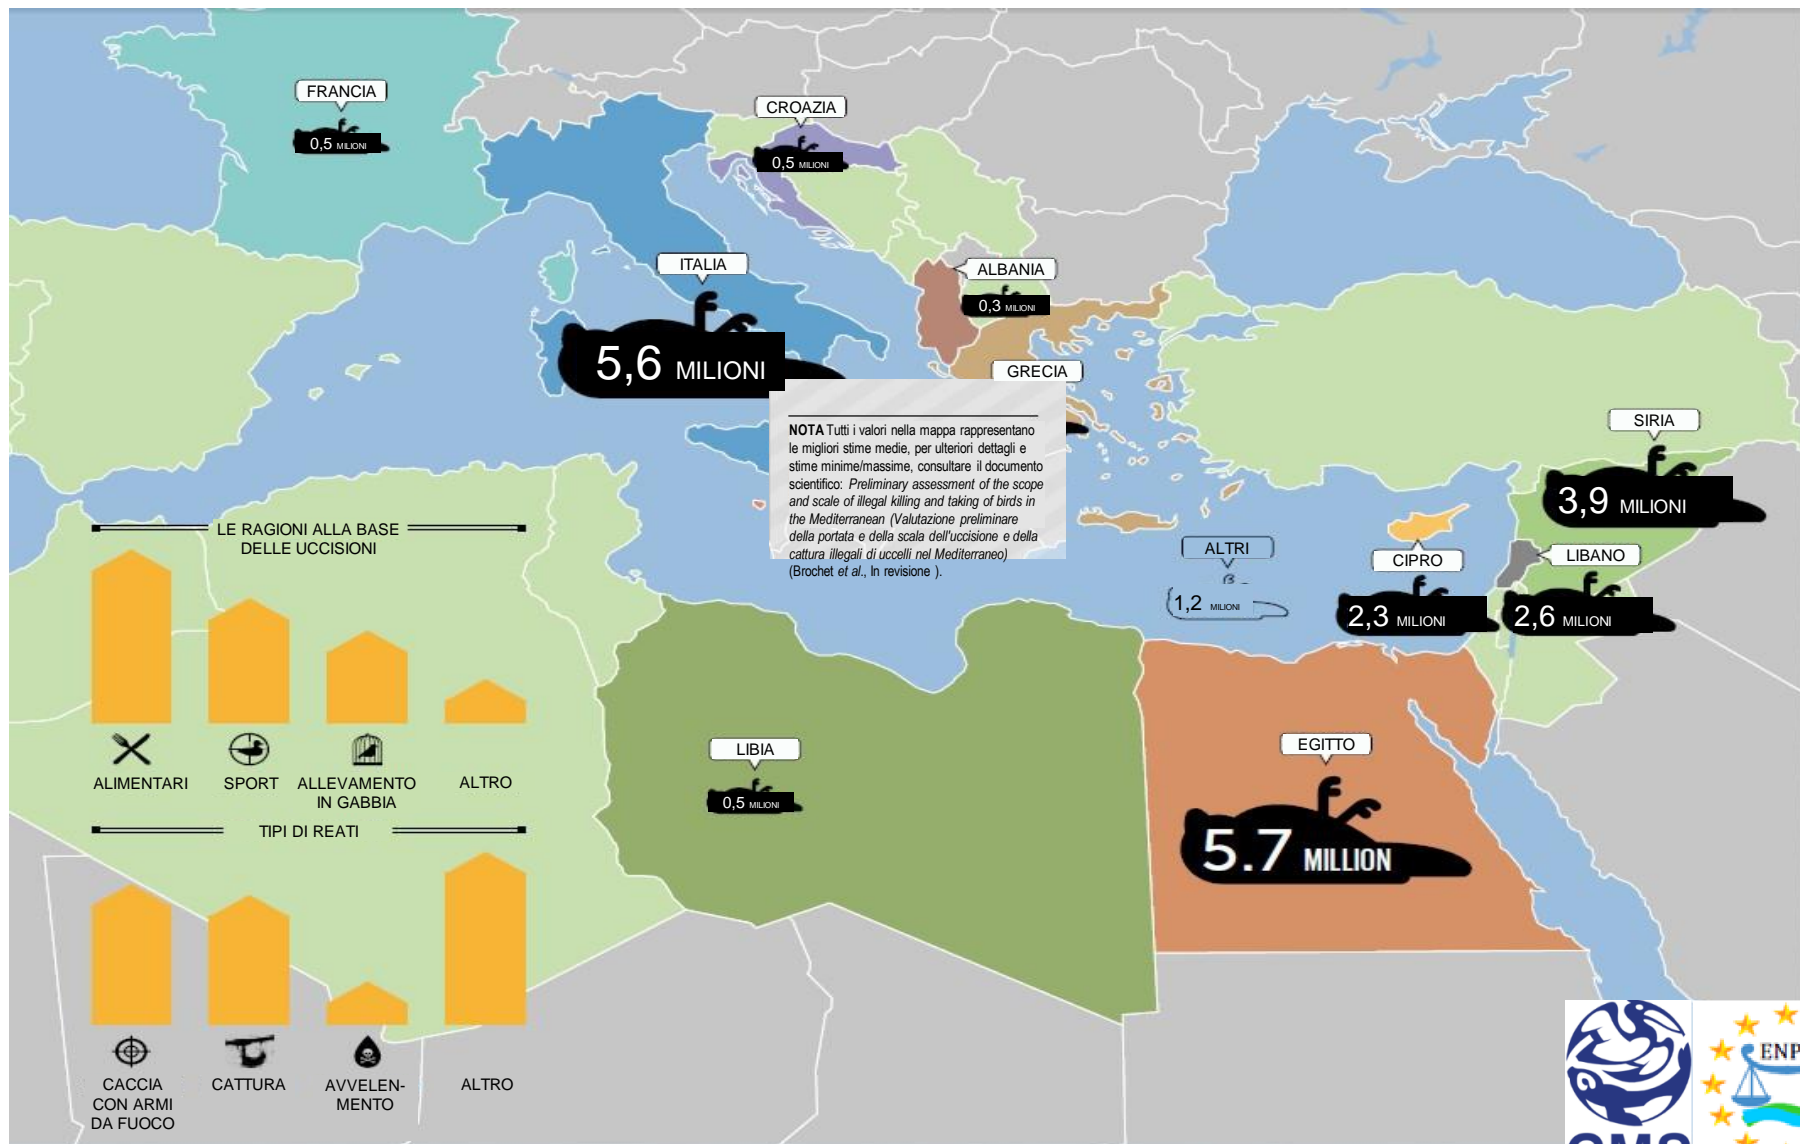 FRANCIA
0,5 MILIONI
CROAZIA
0,5 MILIONI
ITALIA
5,6 MILIONI
ALBANIA
0,3 MILIONI
GRECIA
NOTA Tutti i valori nella mappa rappresentano
le migliori stime medie, per ulteriori dettagli e
stime minime/massime, consultare il documento
scientifico: Preliminary assessment of the scope
and scale of illegal killing and taking of birds in
the Mediterranean (Valutazione preliminare
della portata e della scala dell'uccisione e della
cattura illegali di uccelli nel Mediterraneo)
(Brochet et al., In revisione ).
SIRIA
3,9 MILIONI
ALTRI
1,2 MILIONI
CIPRO
2,3 MILIONI
LIBANO
2,6 MILIONI
LIBIA
0,5 MILIONI
EGITTO
5.7 MILLION
LE RAGIONI ALLA BASE
DELLE UCCISIONI
ALIMENTARI
SPORT
ALLEVAMENTO
IN GABBIA
ALTRO
TIPI DI REATI
CACCIA
CON ARMI
DA FUOCO
CATTURA
AVVELEN-
MENTO
ALTRO
CMS
ENP